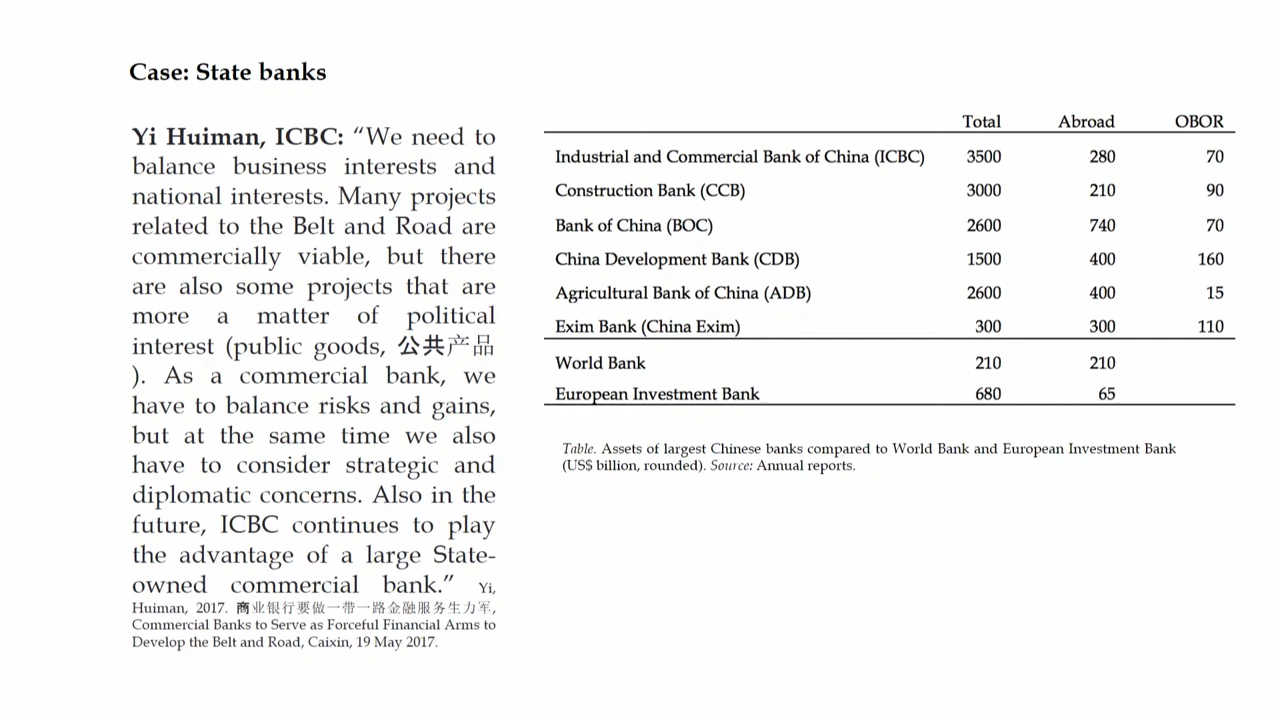 Case: State banks
Yi Huiman, ICBC: “We need to
balance business interests and
national interests. Many projects
related to the Belt and Road are
commercially viable, but there
are also some projects that are
more a matter of political
interest (public goods, 公共产品
). As a commercial bank, we
have to balance risks and gains,
but at the same time we also
have to consider strategic and
diplomatic concerns. Also in the
future, ICBC continues to play
the advantage of a large State-
owned commercial bank.” Yi,
Huiman, 2017. 商业银行要做一带一路金融服务生力军,
Commercial Banks to Serve as Forceful Financial Arms to
Develop the Belt and Road, Caixin, 19 May 2017.
Total Abroad OBOR
Industrial and Commercial Bank of China (ICBC) 3500 280 70
Construction Bank (CCB) 3000 210 90
Bank of China (BOC) 2600 740 70
China Development Bank (CDB) 1500 400 160
Agricultural Bank of China (ADB) 2600 400 15
Exim Bank (China Exim) 300 300 110
World Bank 210 210
European Investment Bank 680 65
Table. Assets of largest Chinese banks compared to World Bank and European Investment Bank
(US$ billion, rounded). Source: Annual reports.